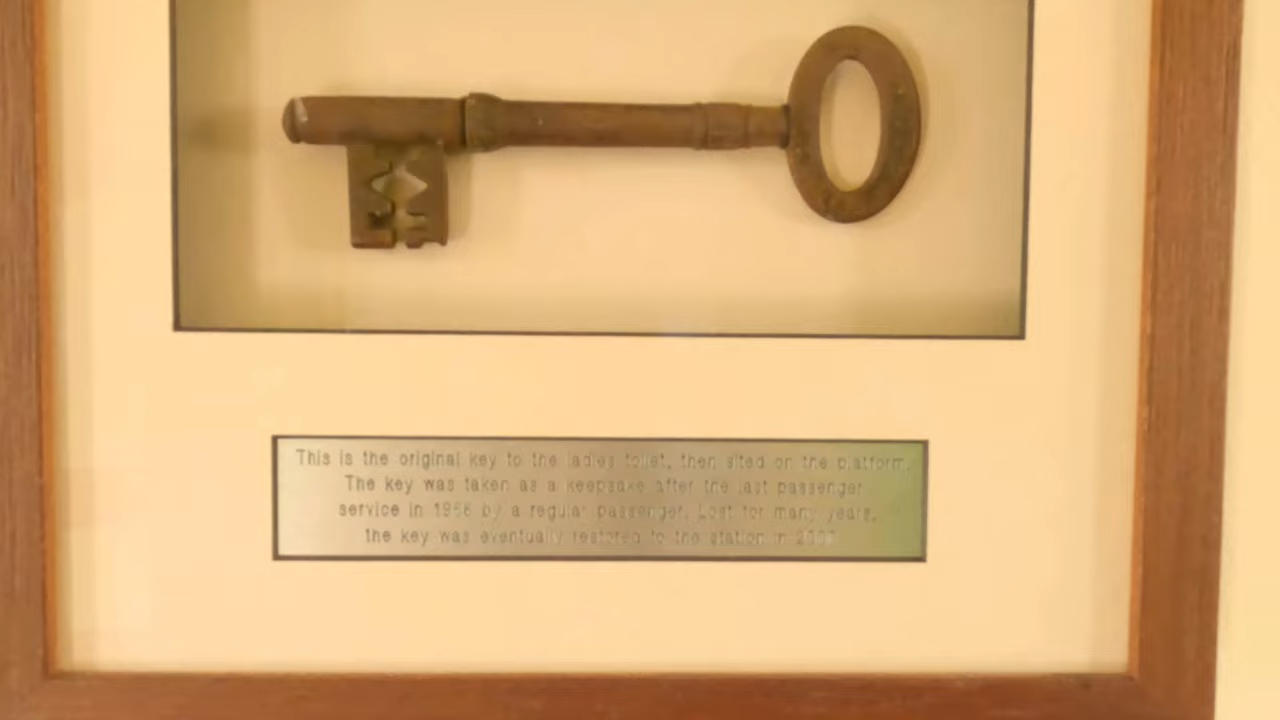 This is the original key to the ladies toilet, then sited on the platform.
The key was taken as a keepsake after the last passenger
service in by a regular passenger. Lost for many years,
the key was eventually restored to the station in